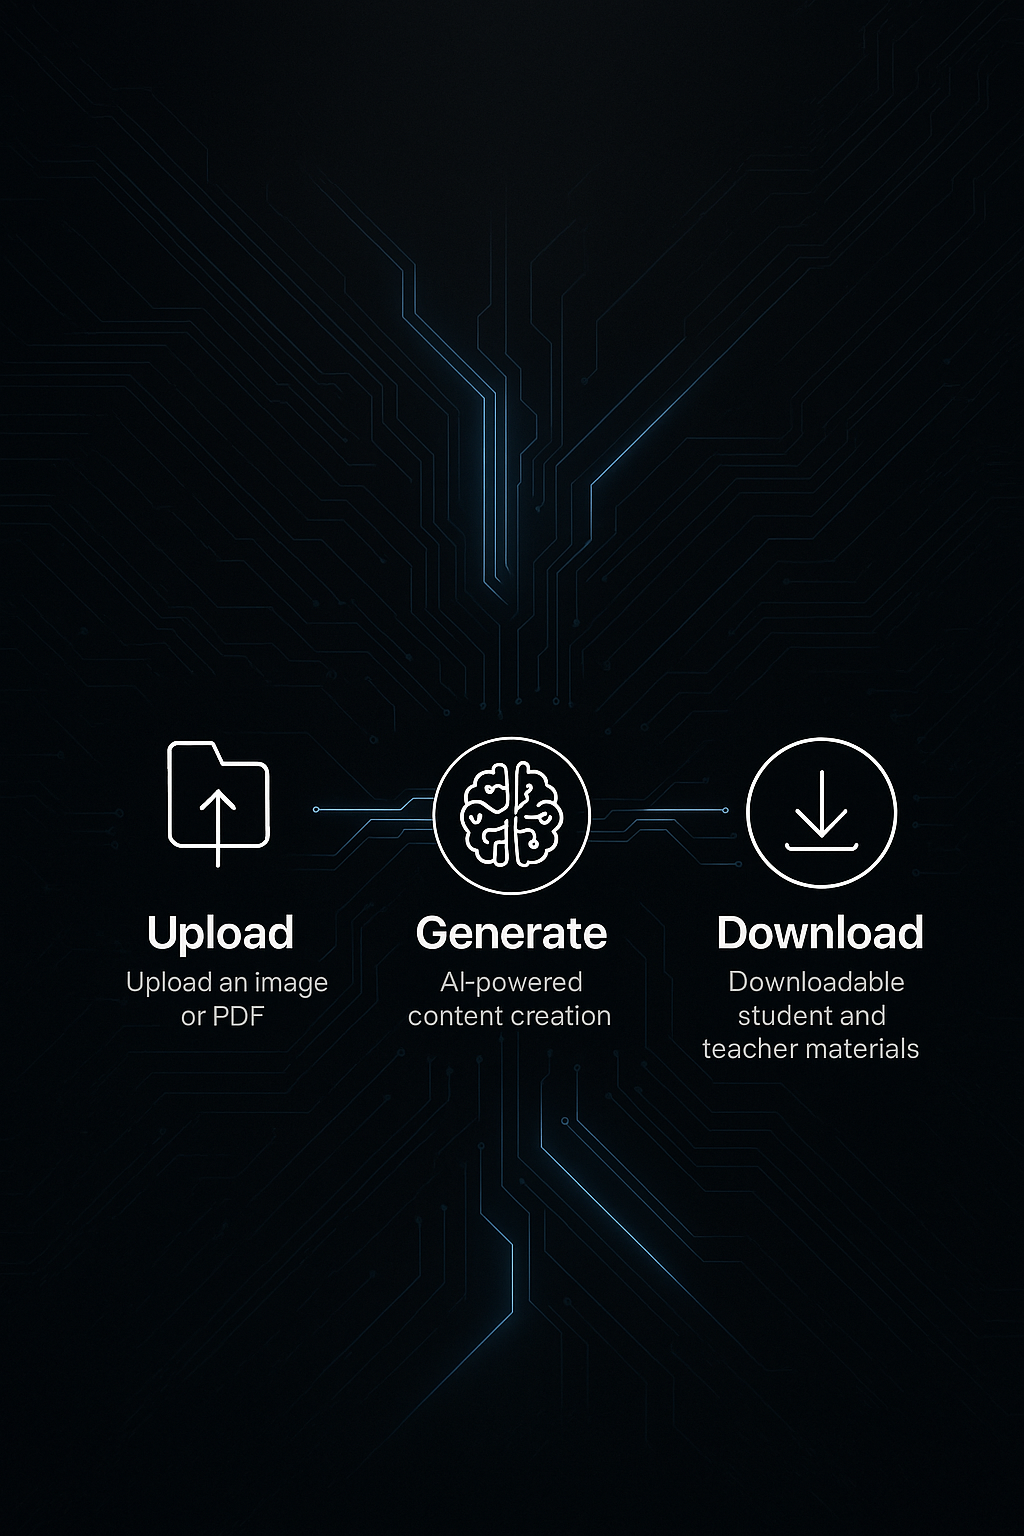 Upload
Upload an image
or PDF
Generate
AI-powered
content creation
Download
Downloadable
student and
teacher materials